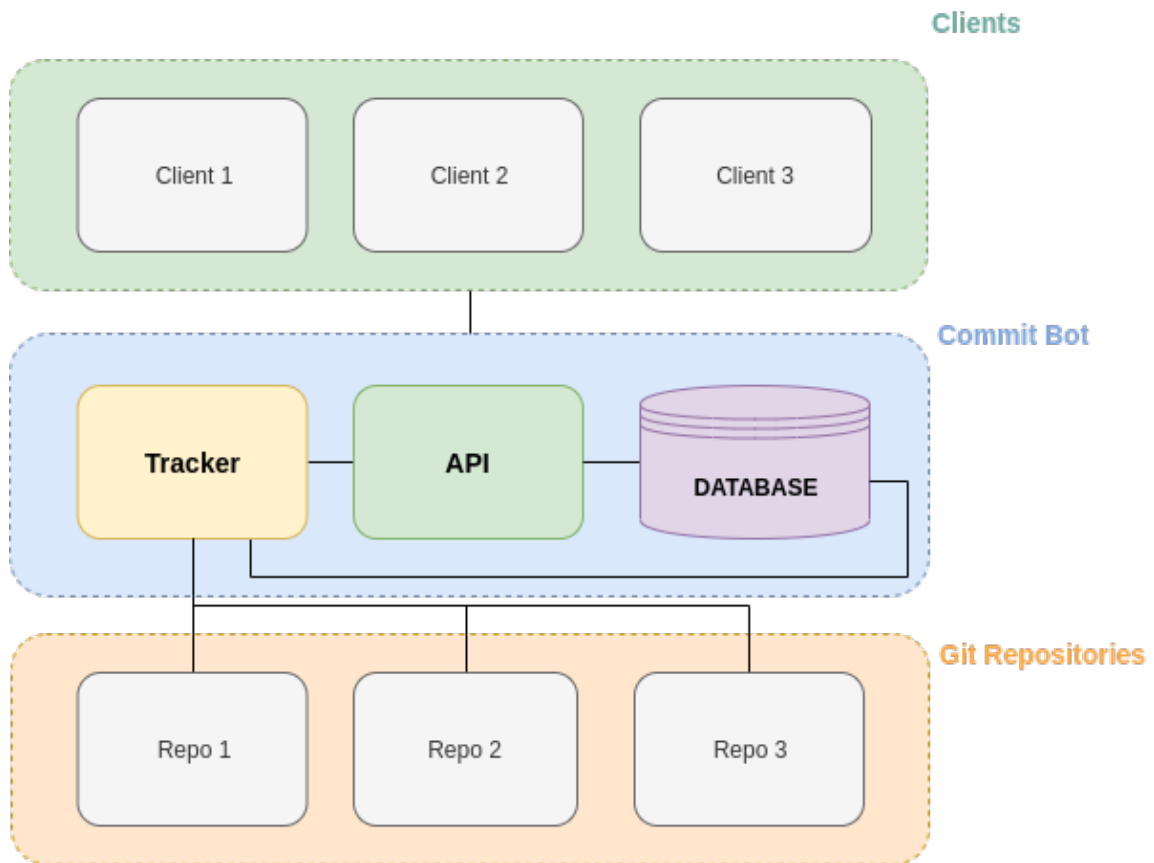 Clients
Client 1
Client 2
Client 3
Commit Bot
Tracker
API
DATABASE
Git Repositories
Repo 1
Repo 2
Repo 3